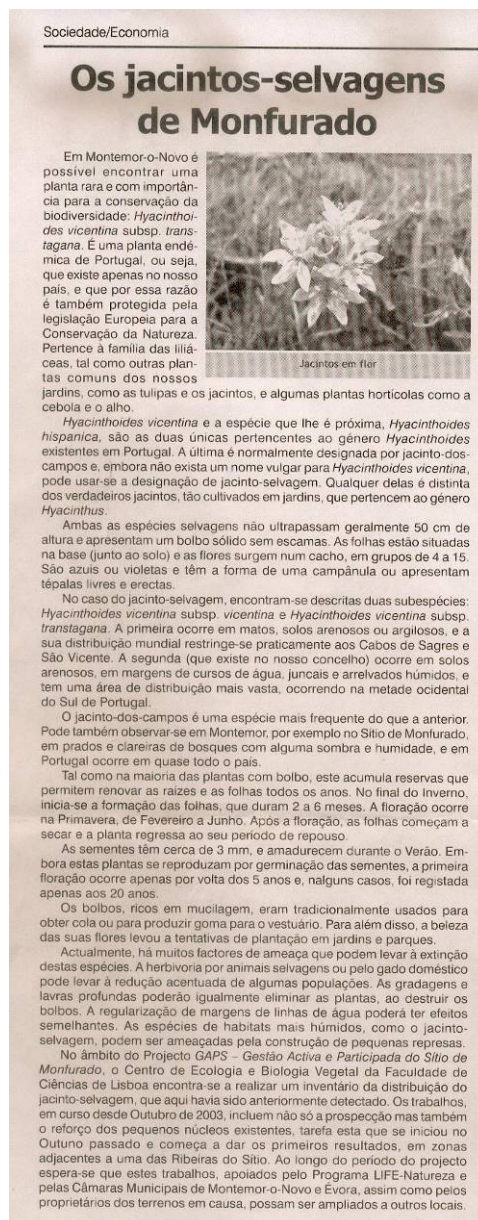 Sociedade/Economia
Os jacintos-selvagens
de Monfurado
Em Montemor-o-Novo é
possível encontrar uma
planta rara e com importân-
cia para a conservação da
biodiversidade: Hyacinthoi-
des vicentina subsp. trans-
tagana. É uma planta endé-
mica de Portugal, ou seja,
que existe apenas no nosso
país, e que por essa razão
é também protegida pela
legislação Europeia para a
Conservação da Natureza.
Pertence à família das liliá-
ceas, tal como outras plan-
tas comuns dos nossos
Jacintos em flor
jardins, como as tulipas e os jacintos, e algumas plantas hortícolas como a
cebola e o alho.
Hyacinthoides vicentina e a espécie que lhe é próxima, Hyacinthoides
hispanica, são as duas únicas pertencentes ao género Hyacinthoides
existentes em Portugal. A última é normalmente designada por jacinto-dos-
campos e, embora não exista um nome vulgar para Hyacinthoides vicentina,
pode usar-se a designação de jacinto-selvagem. Qualquer delas é distinta
dos verdadeiros jacintos, tão cultivados em jardins, que pertencem ao género
Hyacinthus.
Ambas as espécies selvagens não ultrapassam geralmente 50 cm de
altura e apresentam um bolbo sólido sem escamas. As folhas estão situadas
na base (junto ao solo) e as flores surgem num cacho, em grupos de 4 a 15.
São azuis ou violetas e têm a forma de uma campânula ou apresentam
tépalas livres e erectas.
No caso do jacinto-selvagem, encontram-se descritas duas subespécies:
Hyacinthoides vicentina subsp. vicentina e Hyacinthoides vicentina subsp.
transtagana. A primeira ocorre em matos, solos arenosos ou argilosos, e a
sua distribuição mundial restringe-se praticamente aos Cabos de Sagres e
São Vicente. A segunda (que existe no nosso concelho) ocorre em solos
arenosos, em margens de cursos de água, juncais e arrelvados húmidos, e
tem uma área de distribuição mais vasta, ocorrendo na metade ocidental
do Sul de Portugal.
O jacinto-dos-campos é uma espécie mais frequente do que a anterior.
Pode também observar-se em Montemor, por exemplo no Sítio de Monfurado,
em prados e clareiras de bosques com alguma sombra e humidade, e em
Portugal ocorre em quase todo o país.
Tal como na maioria das plantas com bolbo, este acumula reservas que
permitem renovar as raízes e as folhas todos os anos. No final do Inverno,
inicia-se a formação das folhas, que duram 2 a 6 meses. A floração ocorre
na Primavera, de Fevereiro a Junho. Após a floração, as folhas começam a
secar e a planta regressa ao seu período de repouso.
As sementes têm cerca de 3 mm, e amadurecem durante o Verão. Em-
bora estas plantas se reproduzam por germinação das sementes, a primeira
floração ocorre apenas por volta dos 5 anos e, nalguns casos, foi registada
apenas aos 20 anos.
Os bolbos, ricos em mucilagem, eram tradicionalmente usados para
obter cola ou para produzir goma para o vestuário. Para além disso, a beleza
das suas flores levou a tentativas de plantação em jardins e parques.
Actualmente, há muitos factores de ameaça que podem levar à extinção
destas espécies. A herbivoria por animais selvagens ou pelo gado doméstico
pode levar à redução acentuada de algumas populações. As gradagens e
lavras profundas poderão igualmente eliminar as plantas, ao destruir os
bolbos. A regularização de margens de linhas de água poderá ter efeitos
semelhantes. As espécies de habitats mais húmidos, como o jacinto-
selvagem, podem ser ameaçadas pela construção de pequenas represas.
No âmbito do Projecto GAPS – Gestão Activa e Participada do Sítio de
Monfurado, o Centro de Ecologia e Biologia Vegetal da Faculdade de
Ciências de Lisboa encontra-se a realizar um inventário da distribuição do
jacinto-selvagem, que aqui havia sido anteriormente detectado. Os trabalhos,
em curso desde Outubro de 2003, incluem não só a prospecção mas também
o reforço dos pequenos núcleos existentes, tarefa esta que se iniciou no
Outuno passado e começa a dar os primeiros resultados, em zonas
adjacentes a uma das Ribeiras do Sítio. Ao longo do período do projecto
espera-se que estes trabalhos, apoiados pelo Programa LIFE-Natureza e
pelas Câmaras Municipais de Montemor-o-Novo e Évora, assim como pelos
proprietários dos terrenos em causa, possam ser ampliados a outros locais.